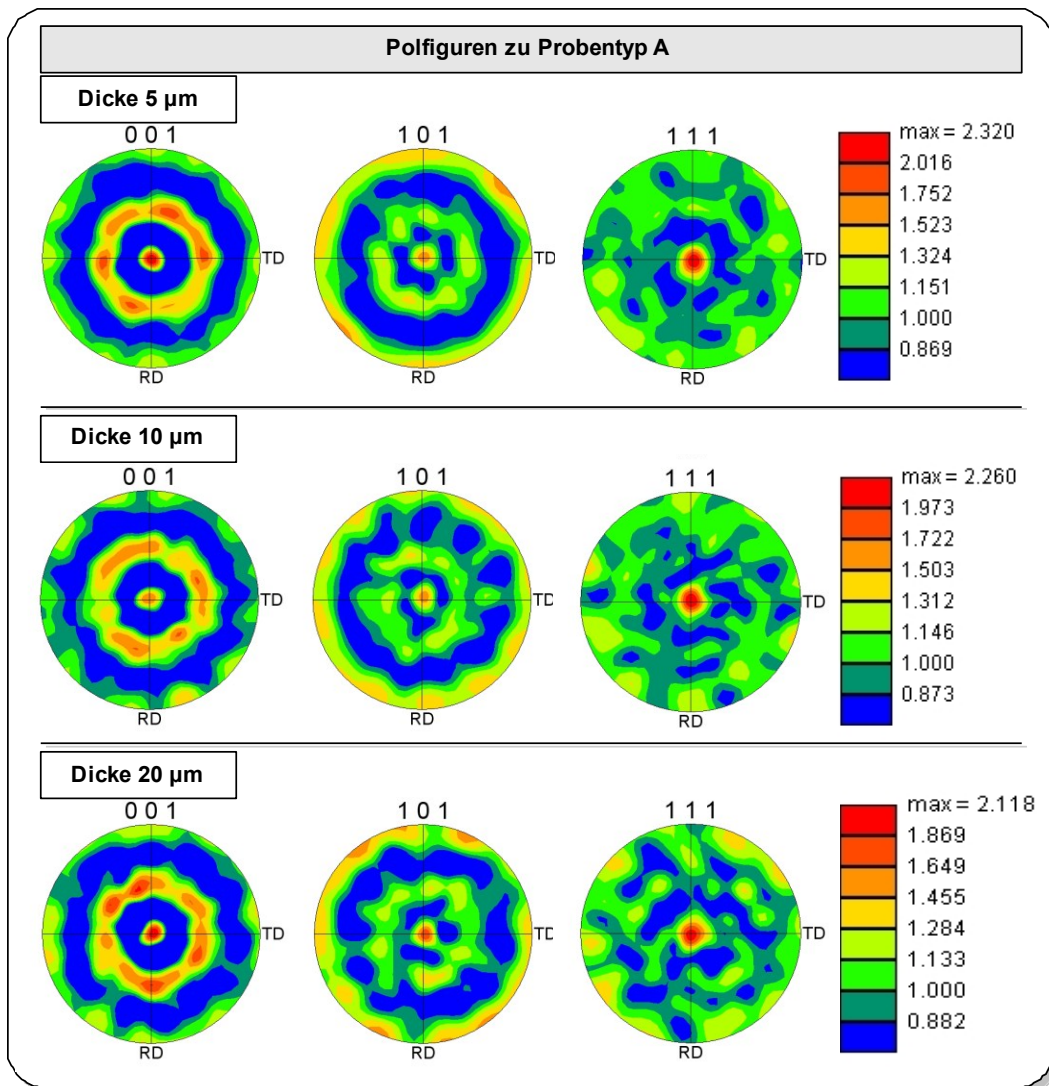 Polfiguren zu Probentyp A
Dicke 5 µm
0 0 1
1 0 1
1 1 1
TD
TD
TD
RD
RD
RD
max = 2.320
2.016
1.752
1.523
1.324
1.151
1.000
0.869
Dicke 10 µm
0 0 1
1 0 1
1 1 1
TD
TD
TD
RD
RD
RD
max = 2.260
1.973
1.722
1.503
1.312
1.146
1.000
0.873
Dicke 20 µm
0 0 1
1 0 1
1 1 1
TD
TD
TD
RD
RD
RD
max = 2.118
1.869
1.649
1.455
1.284
1.133
1.000
0.882